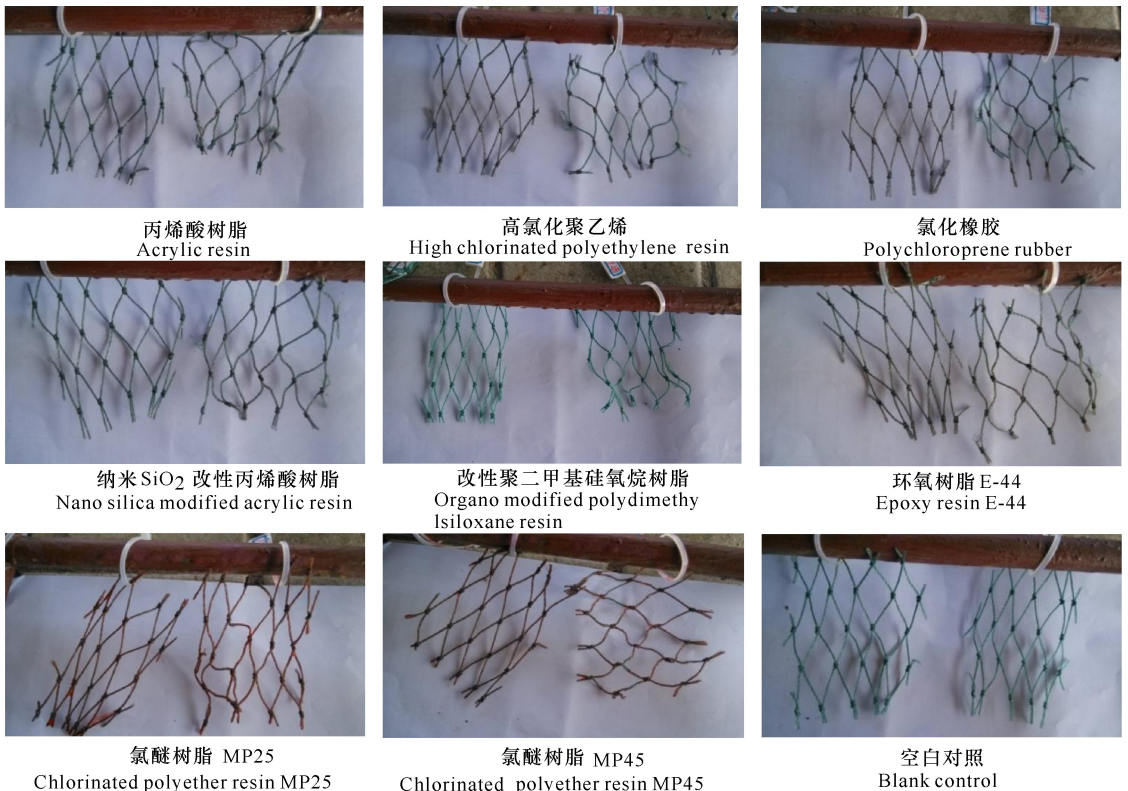 丙烯酸树脂
Acrylic resin
高氯化聚乙烯
High chlorinated polyethylene resin
氯化橡胶
Polychloroprene rubber
纳米SiO2 改性丙烯酸树脂
Nano silica modified acrylic resin
改性聚二甲基硅氧烷树脂
Organo modified polydimethy
lsiloxane resin
环氧树脂E-44
Epoxy resin E-44
氯醚树脂 MP25
Chlorinated polyether resin MP25
氯醚树脂 MP45
Chlorinated polyether resin MP45
空白对照
Blank control